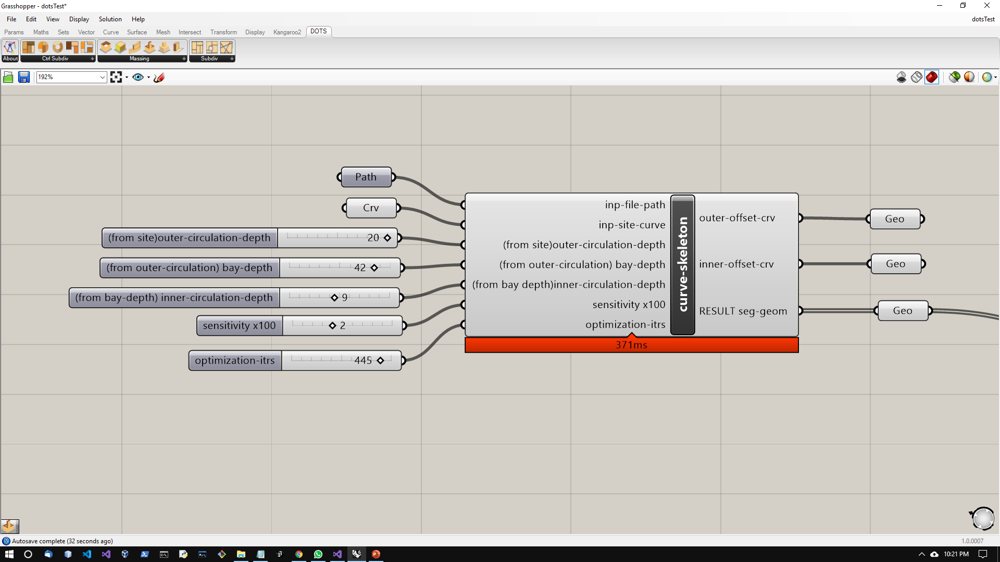 Grasshopper - dotsTest*
File Edit View Display Solution Help dotsTest
Params Maths Sets Vector Curve Surface Mesh Intersect Transform Display Kangaroo2 DOTS
About Ctrl Subdiv Massing Subdiv
192%
Path
Crv
(from site)outer-circulation-depth 20
(from outer-circulation) bay-depth 42
(from bay-depth) inner-circulation-depth 9
sensitivity x100 2
optimization-itrs 445
inp-file-path
inp-site-curve
(from site)outer-circulation-depth
(from outer-circulation) bay-depth
(from bay depth)inner-circulation-depth
sensitivity x100
optimization-itrs
curve-skeleton
outer-offset-crv
inner-offset-crv
RESULT seg-geom
371ms
Geo
Geo
Geo
Autosave complete (32 seconds ago) 1.0.0007
10:21 PM